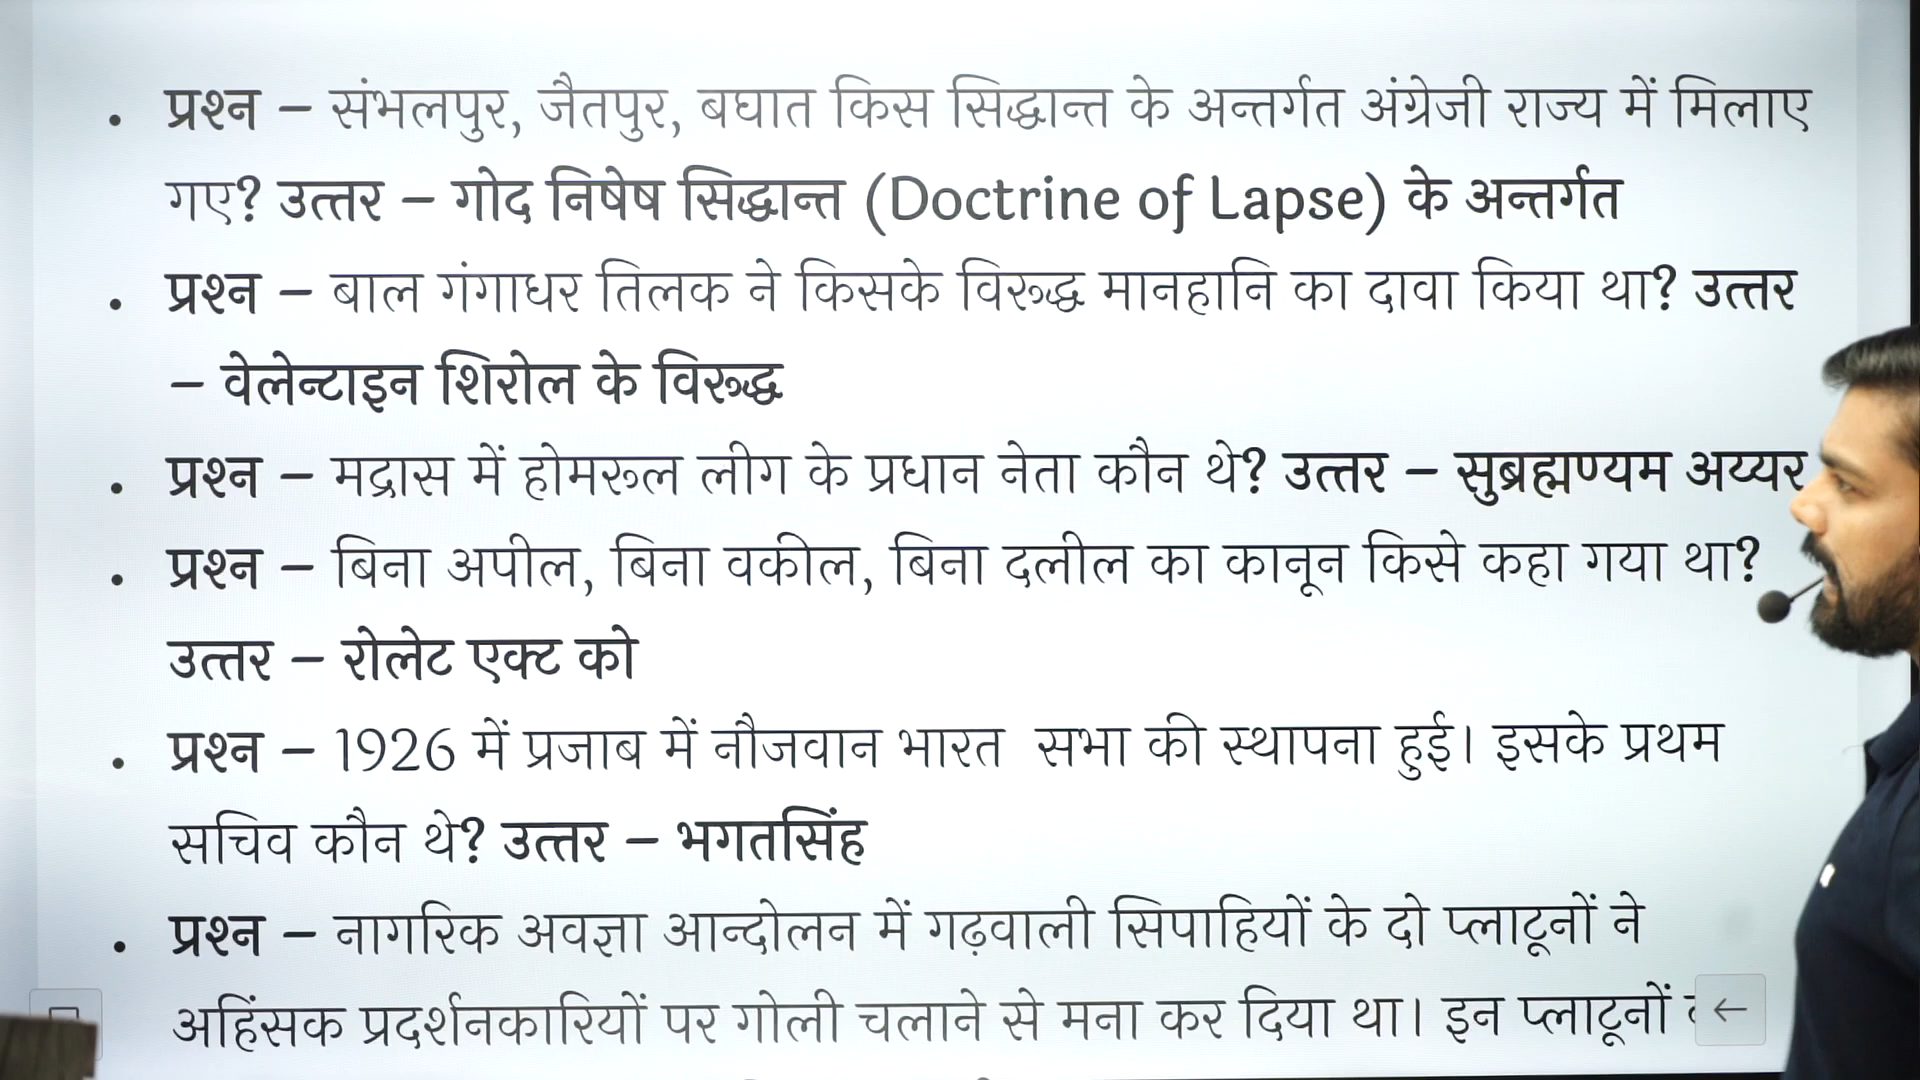 • प्रश्न – संभलपुर, जैतपुर, बघात किस सिद्धान्त के अन्तर्गत अंग्रेजी राज्य में मिलाए
गए? उत्तर – गोद निषेष सिद्धान्त (Doctrine of Lapse) के अन्तर्गत
• प्रश्न – बाल गंगाधर तिलक ने किसके विरूद्ध मानहानि का दावा किया था? उत्तर
– वेलेन्टाइन शिरोल के विरूद्ध
• प्रश्न – मद्रास में होमरूल लीग के प्रधान नेता कौन थे? उत्तर – सुब्रह्मण्यम अय्यर
• प्रश्न – बिना अपील, बिना वकील, बिना दलील का कानून किसे कहा गया था?
उत्तर – रोलेट एक्ट को
• प्रश्न – 1926 में प्रजाब में नौजवान भारत सभा की स्थापना हुई। इसके प्रथम
सचिव कौन थे? उत्तर – भगतसिंह
• प्रश्न – नागरिक अवज्ञा आन्दोलन में गढ़वाली सिपाहियों के दो प्लाटूनों ने
अहिंसक प्रदर्शनकारियों पर गोली चलाने से मना कर दिया था। इन प्लाटूनों